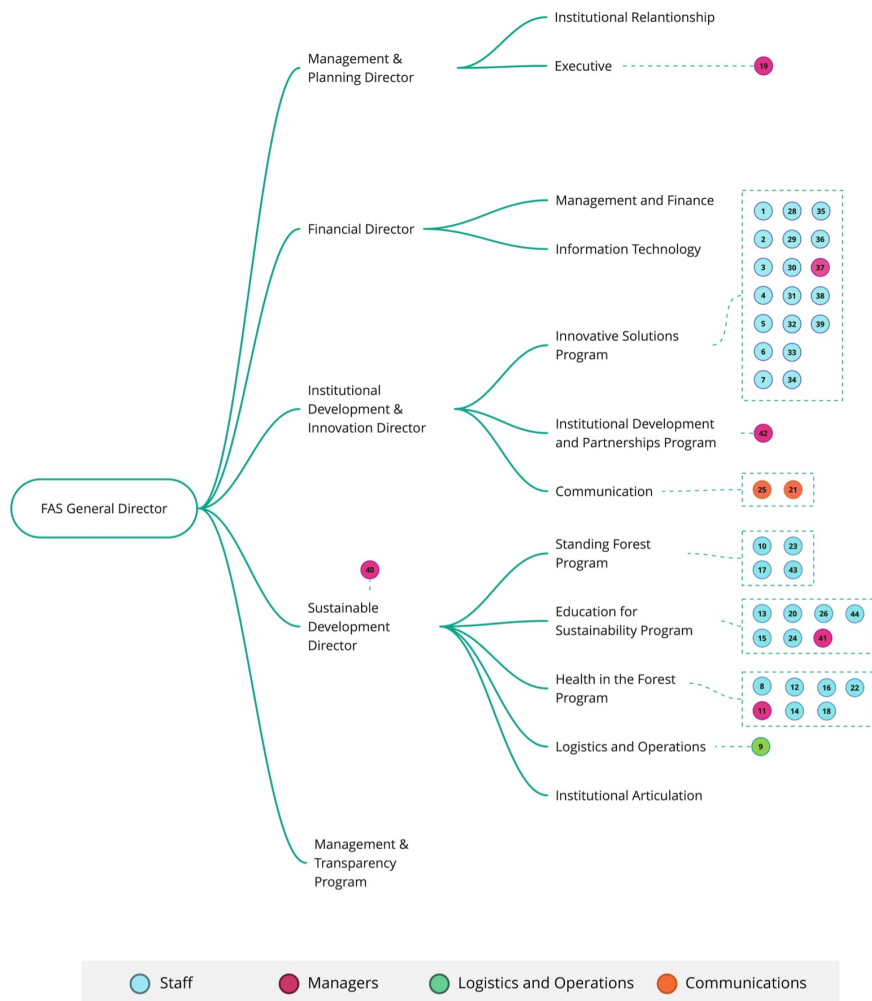 Institutional Relantionship
Management &
Planning Director
Executive
19
Management and Finance
Financial Director
Information Technology
1 28 35
2 29 36
3 30 37
4 31 38
5 32 39
6 33
7 34
Innovative Solutions
Program
Institutional
Development &
Innovation Director
Institutional Development
and Partnerships Program
42
Communication
25 21
FAS General Director
Standing Forest
Program
10 23
17 43
40
Sustainable
Development
Director
Education for
Sustainability Program
13 20 26 44
15 24 41
Health in the Forest
Program
8 12 16 22
11 14 18
Logistics and Operations
9
Institutional Articulation
Management &
Transparency
Program
Staff
Managers
Logistics and Operations
Communications